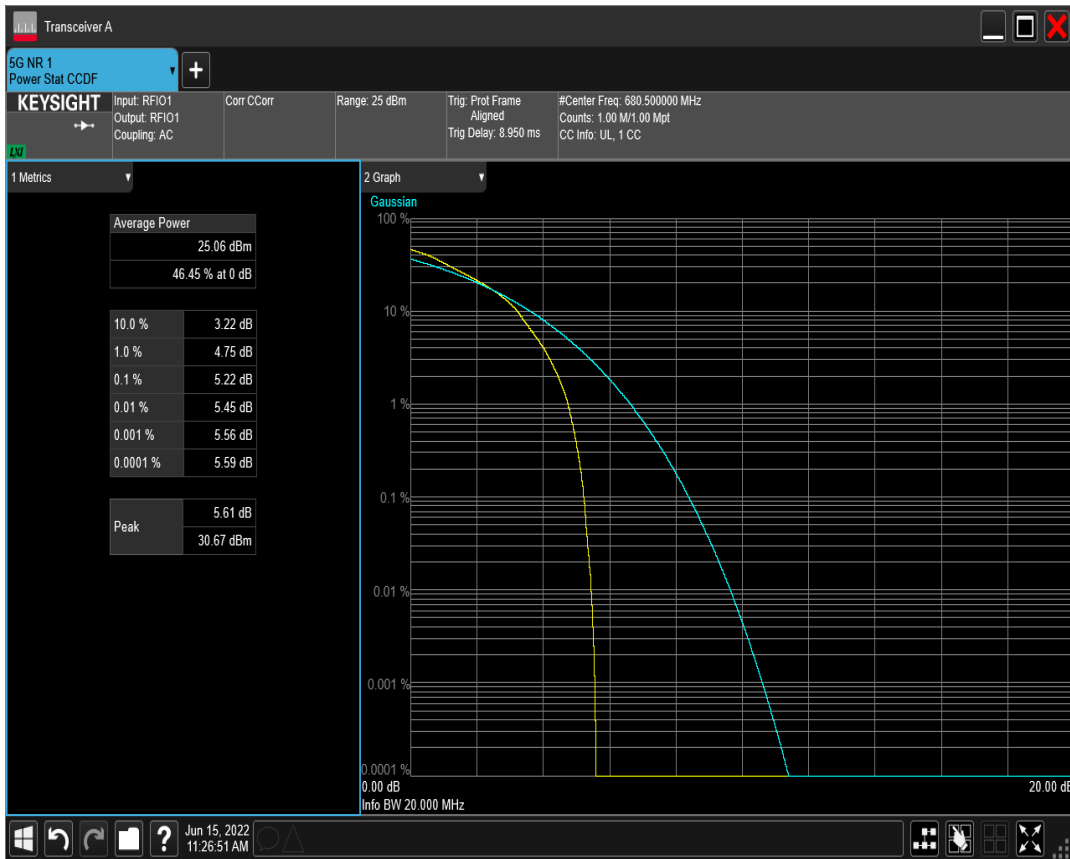 Transceiver A
5G NR 1
Power Stat CCDF
+
KEYSIGHT
LXI
Input: RFIO1
Output: RFIO1
Coupling: AC
Corr CCorr
Range: 25 dBm
Trig: Prot Frame
Aligned
Trig Delay: 8.950 ms
#Center Freq: 680.500000 MHz
Counts: 1.00 M/1.00 Mpt
CC Info: UL, 1 CC
1 Metrics
Average Power
25.06 dBm
46.45 % at 0 dB
10.0 % 3.22 dB
1.0 % 4.75 dB
0.1 % 5.22 dB
0.01 % 5.45 dB
0.001 % 5.56 dB
0.0001 % 5.59 dB
Peak
5.61 dB
30.67 dBm
2 Graph
Gaussian
100 %
10 %
1 %
0.1 %
0.01 %
0.001 %
0.0001 %
0.00 dB 20.00 dB
Info BW 20.000 MHz
?
Jun 15, 2022
11:26:51 AM